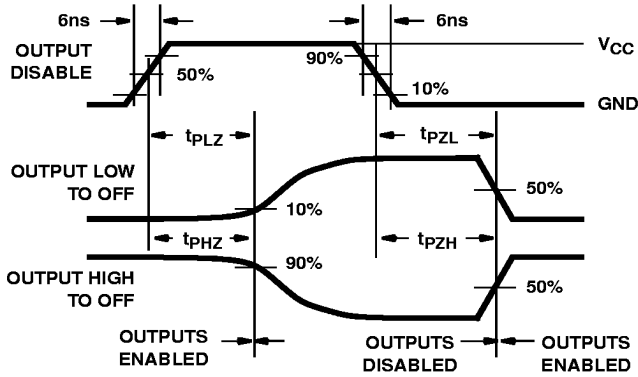 6ns
6ns
OUTPUT
DISABLE
90%
50%
10%
VCC
GND
tPLZ
tPZL
OUTPUT LOW
TO OFF
10%
50%
tPHZ
tPZH
OUTPUT HIGH
TO OFF
90%
50%
OUTPUTS
ENABLED
OUTPUTS
DISABLED
OUTPUTS
ENABLED